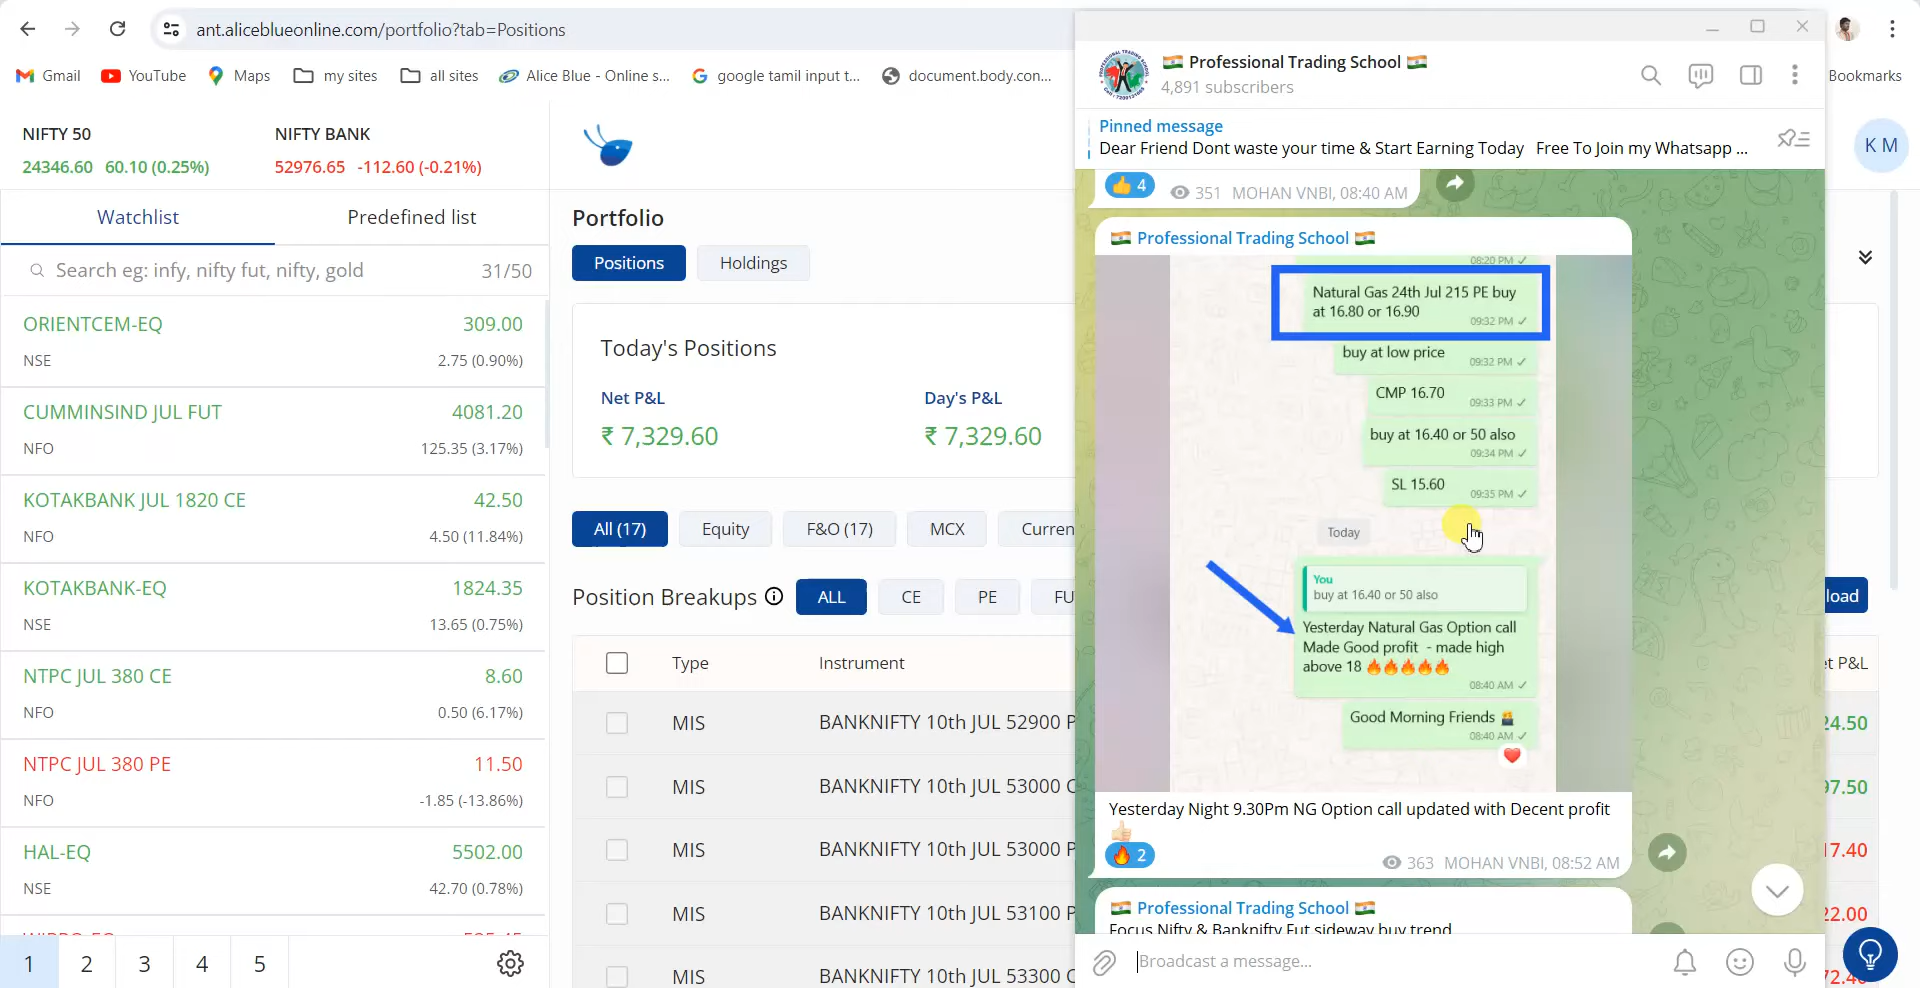 ant.aliceblueonline.com/portfolio?tab=Positions
Gmail
YouTube
Maps
my sites
all sites
Alice Blue - Online s...
google tamil input t...
document.body.con...
Bookmarks
NIFTY 50
24346.60 60.10 (0.25%)
NIFTY BANK
52976.65 -112.60 (-0.21%)
K M
Watchlist
Predefined list
Search eg: infy, nifty fut, nifty, gold
31/50
ORIENTCEM-EQ
309.00
NSE
2.75 (0.90%)
CUMMINSIND JUL FUT
4081.20
NFO
125.35 (3.17%)
KOTAKBANK JUL 1820 CE
42.50
NFO
4.50 (11.84%)
KOTAKBANK-EQ
1824.35
NSE
13.65 (0.75%)
NTPC JUL 380 CE
8.60
NFO
0.50 (6.17%)
NTPC JUL 380 PE
11.50
NFO
-1.85 (-13.86%)
HAL-EQ
5502.00
NSE
42.70 (0.78%)
1 2 3 4 5
Portfolio
Positions
Holdings
Today's Positions
Net P&L
₹ 7,329.60
Day's P&L
₹ 7,329.60
All (17)
Equity
F&O (17)
MCX
Curren
Position Breakups
ALL
CE
PE
FU
load
Type
Instrument
et P&L
MIS
BANKNIFTY 10th JUL 52900 P
24.50
MIS
BANKNIFTY 10th JUL 53000 C
97.50
MIS
BANKNIFTY 10th JUL 53000 P
17.40
MIS
BANKNIFTY 10th JUL 53100 P
22.00
MIS
BANKNIFTY 10th JUL 53300 C
🇮🇳 Professional Trading School 🇮🇳
4,891 subscribers
Pinned message
Dear Friend Dont waste your time & Start Earning Today Free To Join my Whatsapp ...
👍 4
351 MOHAN VNBI, 08:40 AM
🇮🇳 Professional Trading School 🇮🇳
08:20 PM
Natural Gas 24th Jul 215 PE buy
at 16.80 or 16.90
09:32 PM ✓
buy at low price
09:32 PM ✓
CMP 16.70
09:33 PM ✓
buy at 16.40 or 50 also
09:34 PM ✓
SL 15.60
09:35 PM ✓
Today
You
buy at 16.40 or 50 also
Yesterday Natural Gas Option call
Made Good profit - made high
above 18 🔥🔥🔥🔥🔥
08:40 AM ✓
Good Morning Friends
08:40 AM ✓
Yesterday Night 9.30Pm NG Option call updated with Decent profit
👍🏻
🔥 2
363 MOHAN VNBI, 08:52 AM
🇮🇳 Professional Trading School 🇮🇳
Focus Nifty & Banknifty Fut sideway buy trend
Broadcast a message...